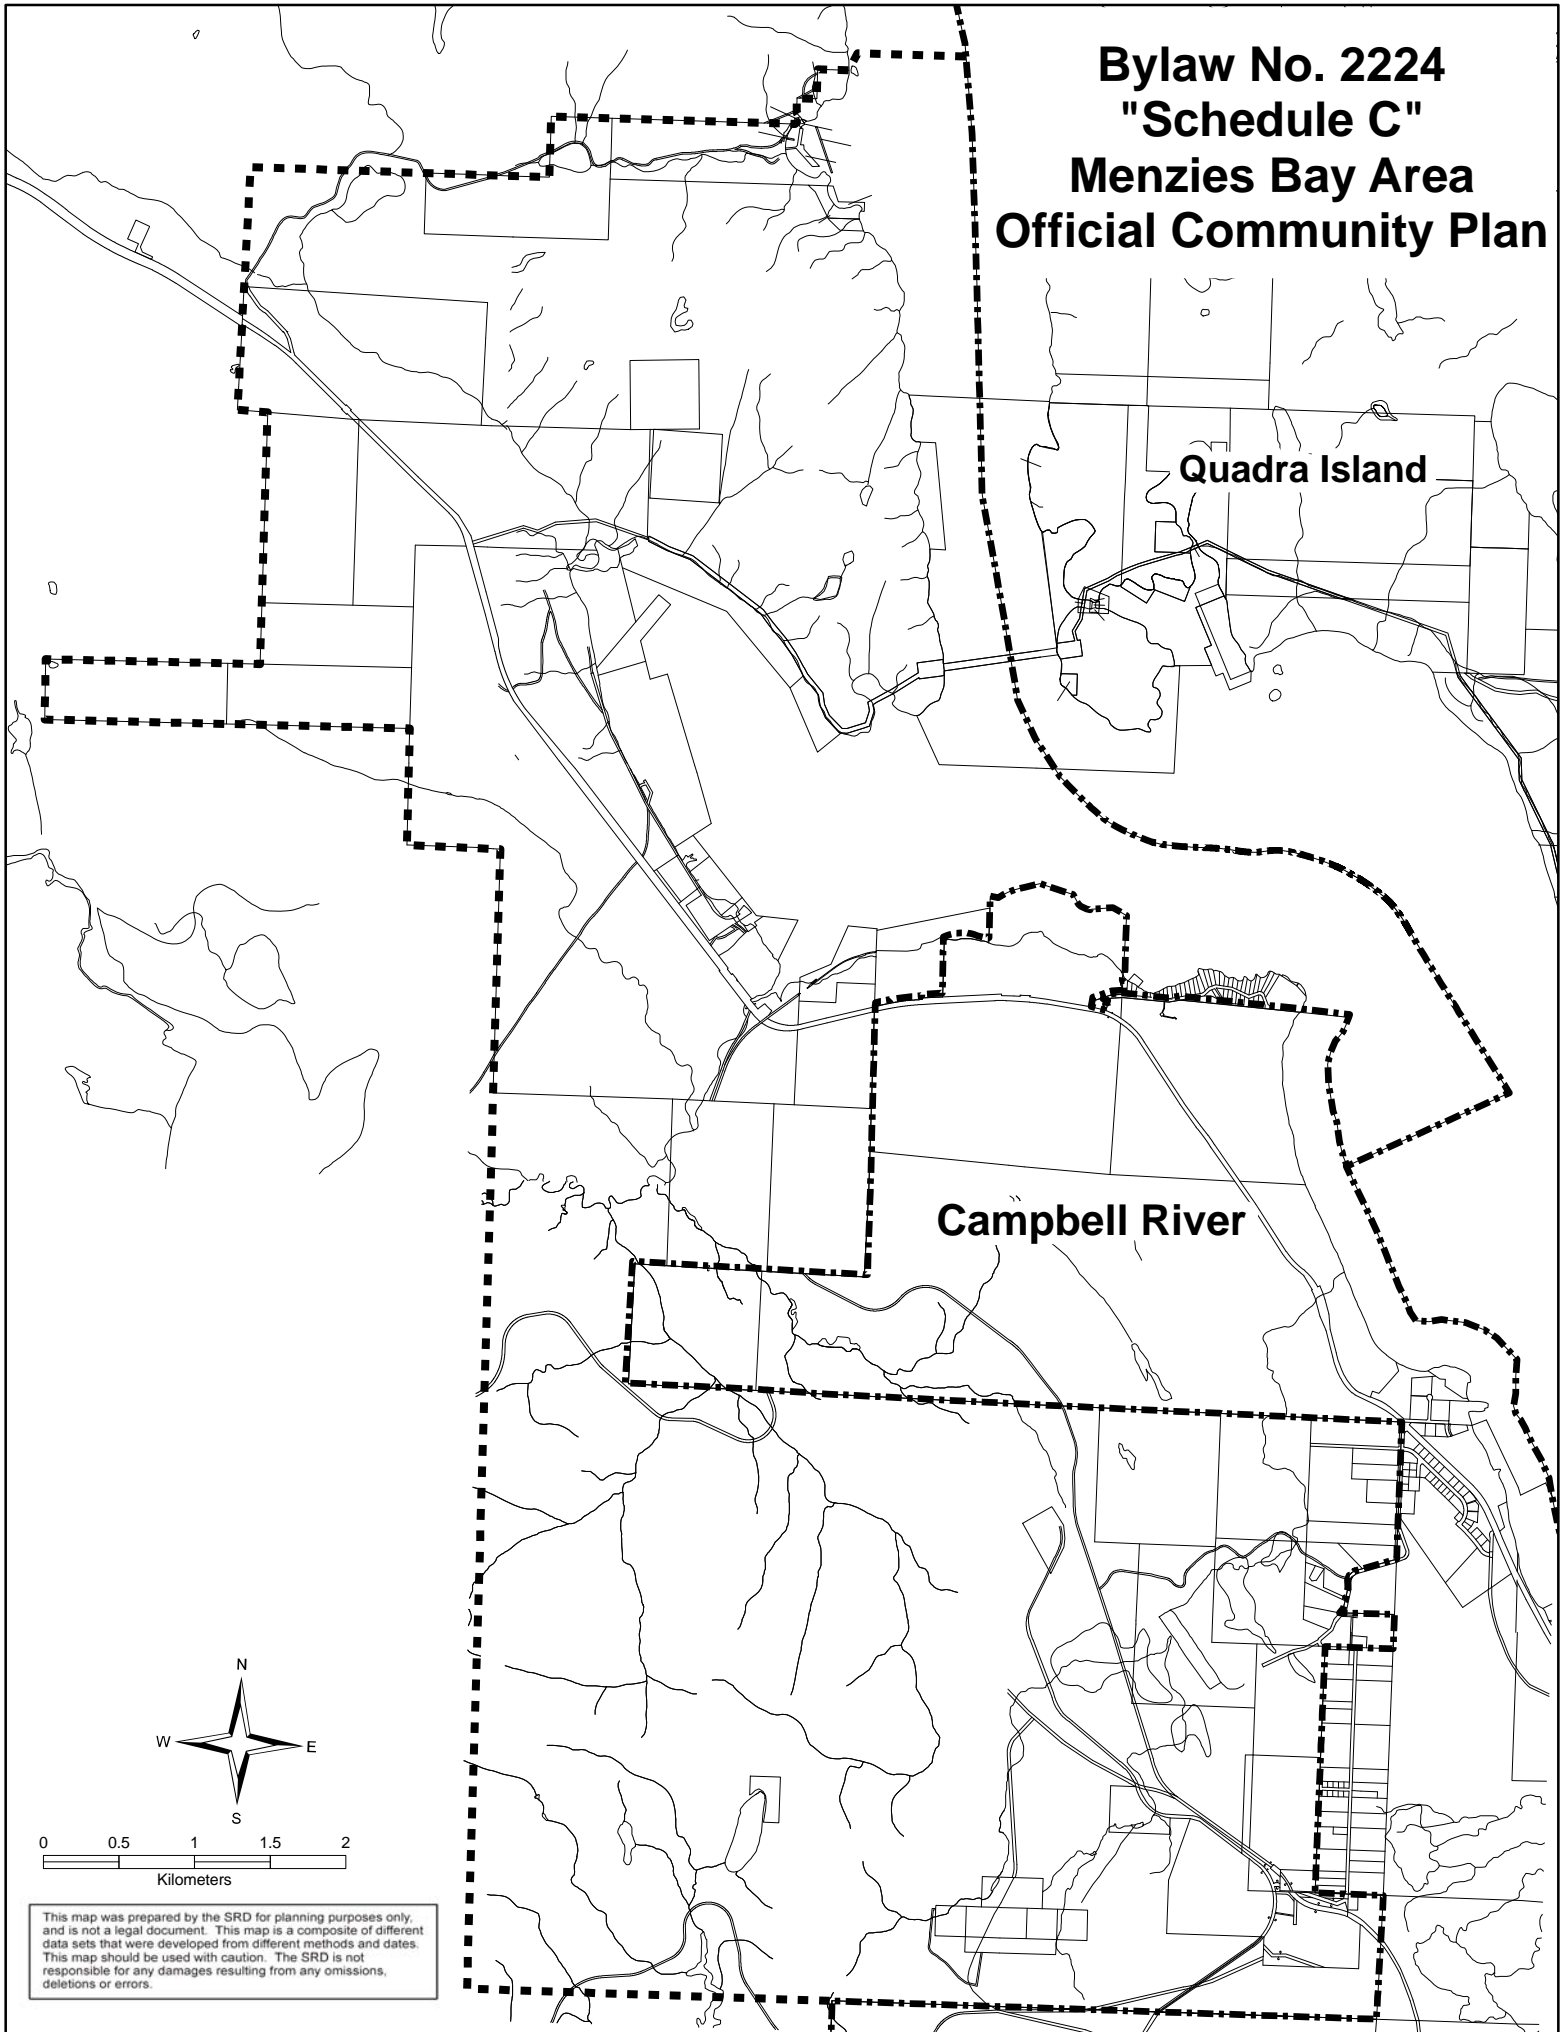 Bylaw No. 2224
"Schedule C"
Menzies Bay Area
Official Community Plan
Quadra Island
Campbell River
N
W
E
S
0 0.5 1 1.5 2
Kilometers
This map was prepared by the SRD for planning purposes only,
and is not a legal document. This map is a composite of different
data sets that were developed from different methods and dates.
This map should be used with caution. The SRD is not
responsible for any damages resulting from any omissions,
deletions or errors.